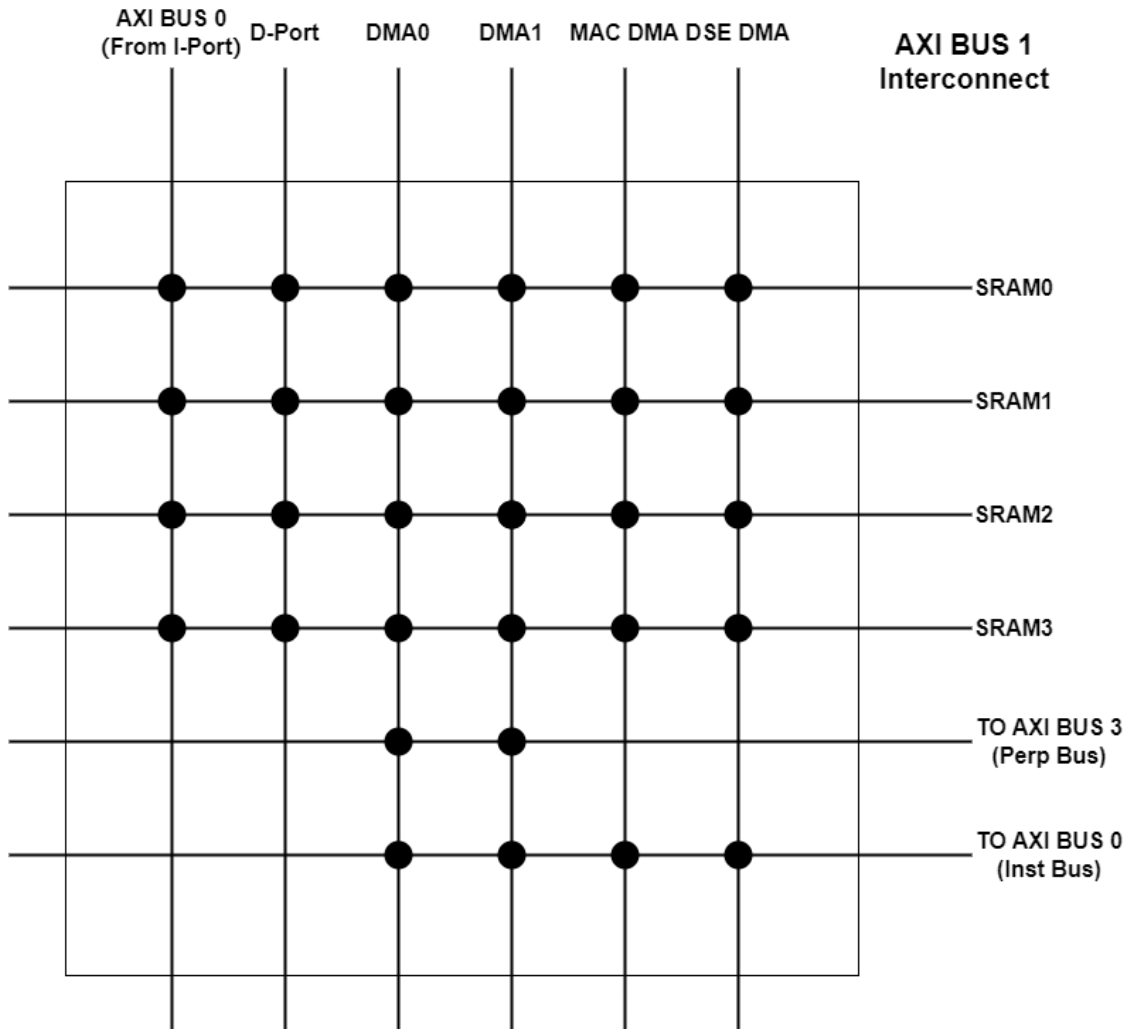 AXI BUS 0
(From I-Port)
D-Port
DMA0
DMA1
MAC DMA
DSE DMA
AXI BUS 1
Interconnect
SRAM0
SRAM1
SRAM2
SRAM3
TO AXI BUS 3
(Perp Bus)
TO AXI BUS 0
(Inst Bus)